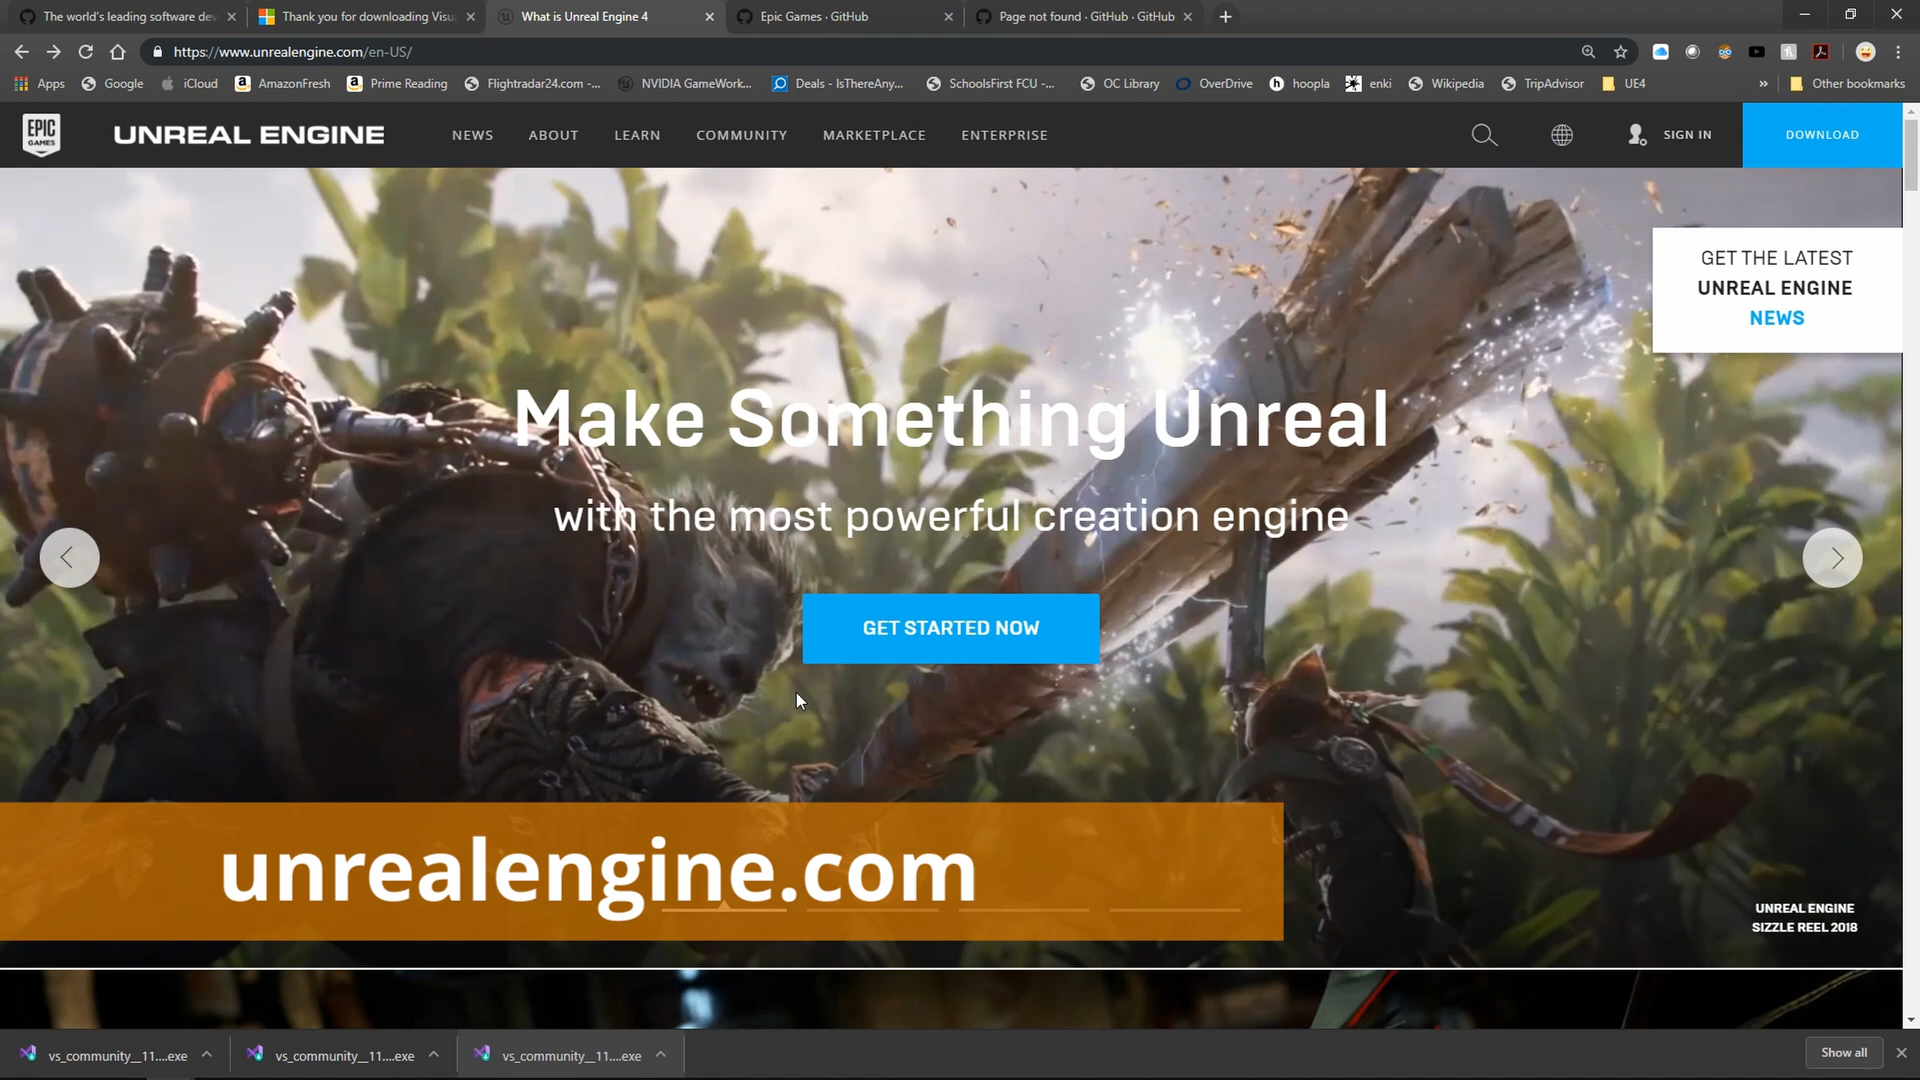 The world's leading software dev
Thank you for downloading Visua
What is Unreal Engine 4
Epic Games · GitHub
Page not found · GitHub · GitHub
https://www.unrealengine.com/en-US/
Apps
Google
iCloud
AmazonFresh
Prime Reading
Flightradar24.com -...
NVIDIA GameWork...
Deals - IsThereAny...
SchoolsFirst FCU -...
OC Library
OverDrive
hoopla
enki
Wikipedia
TripAdvisor
UE4
»
Other bookmarks
EPIC
GAMES
UNREAL ENGINE
NEWS
ABOUT
LEARN
COMMUNITY
MARKETPLACE
ENTERPRISE
SIGN IN
DOWNLOAD
GET THE LATEST
UNREAL ENGINE
NEWS
Make Something Unreal
with the most powerful creation engine
GET STARTED NOW
unrealengine.com
UNREAL ENGINE
SIZZLE REEL 2018
vs_community__11....exe
vs_community__11....exe
vs_community__11....exe
Show all